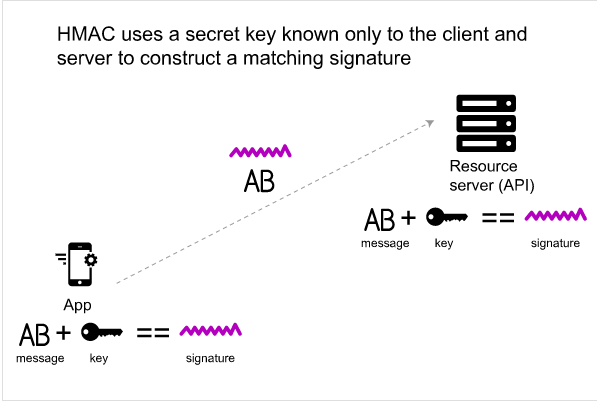 HMAC uses a secret key known only to the client and
server to construct a matching signature
AB
Resource
server (API)
AB + ==
message key signature
App
AB + ==
message key signature